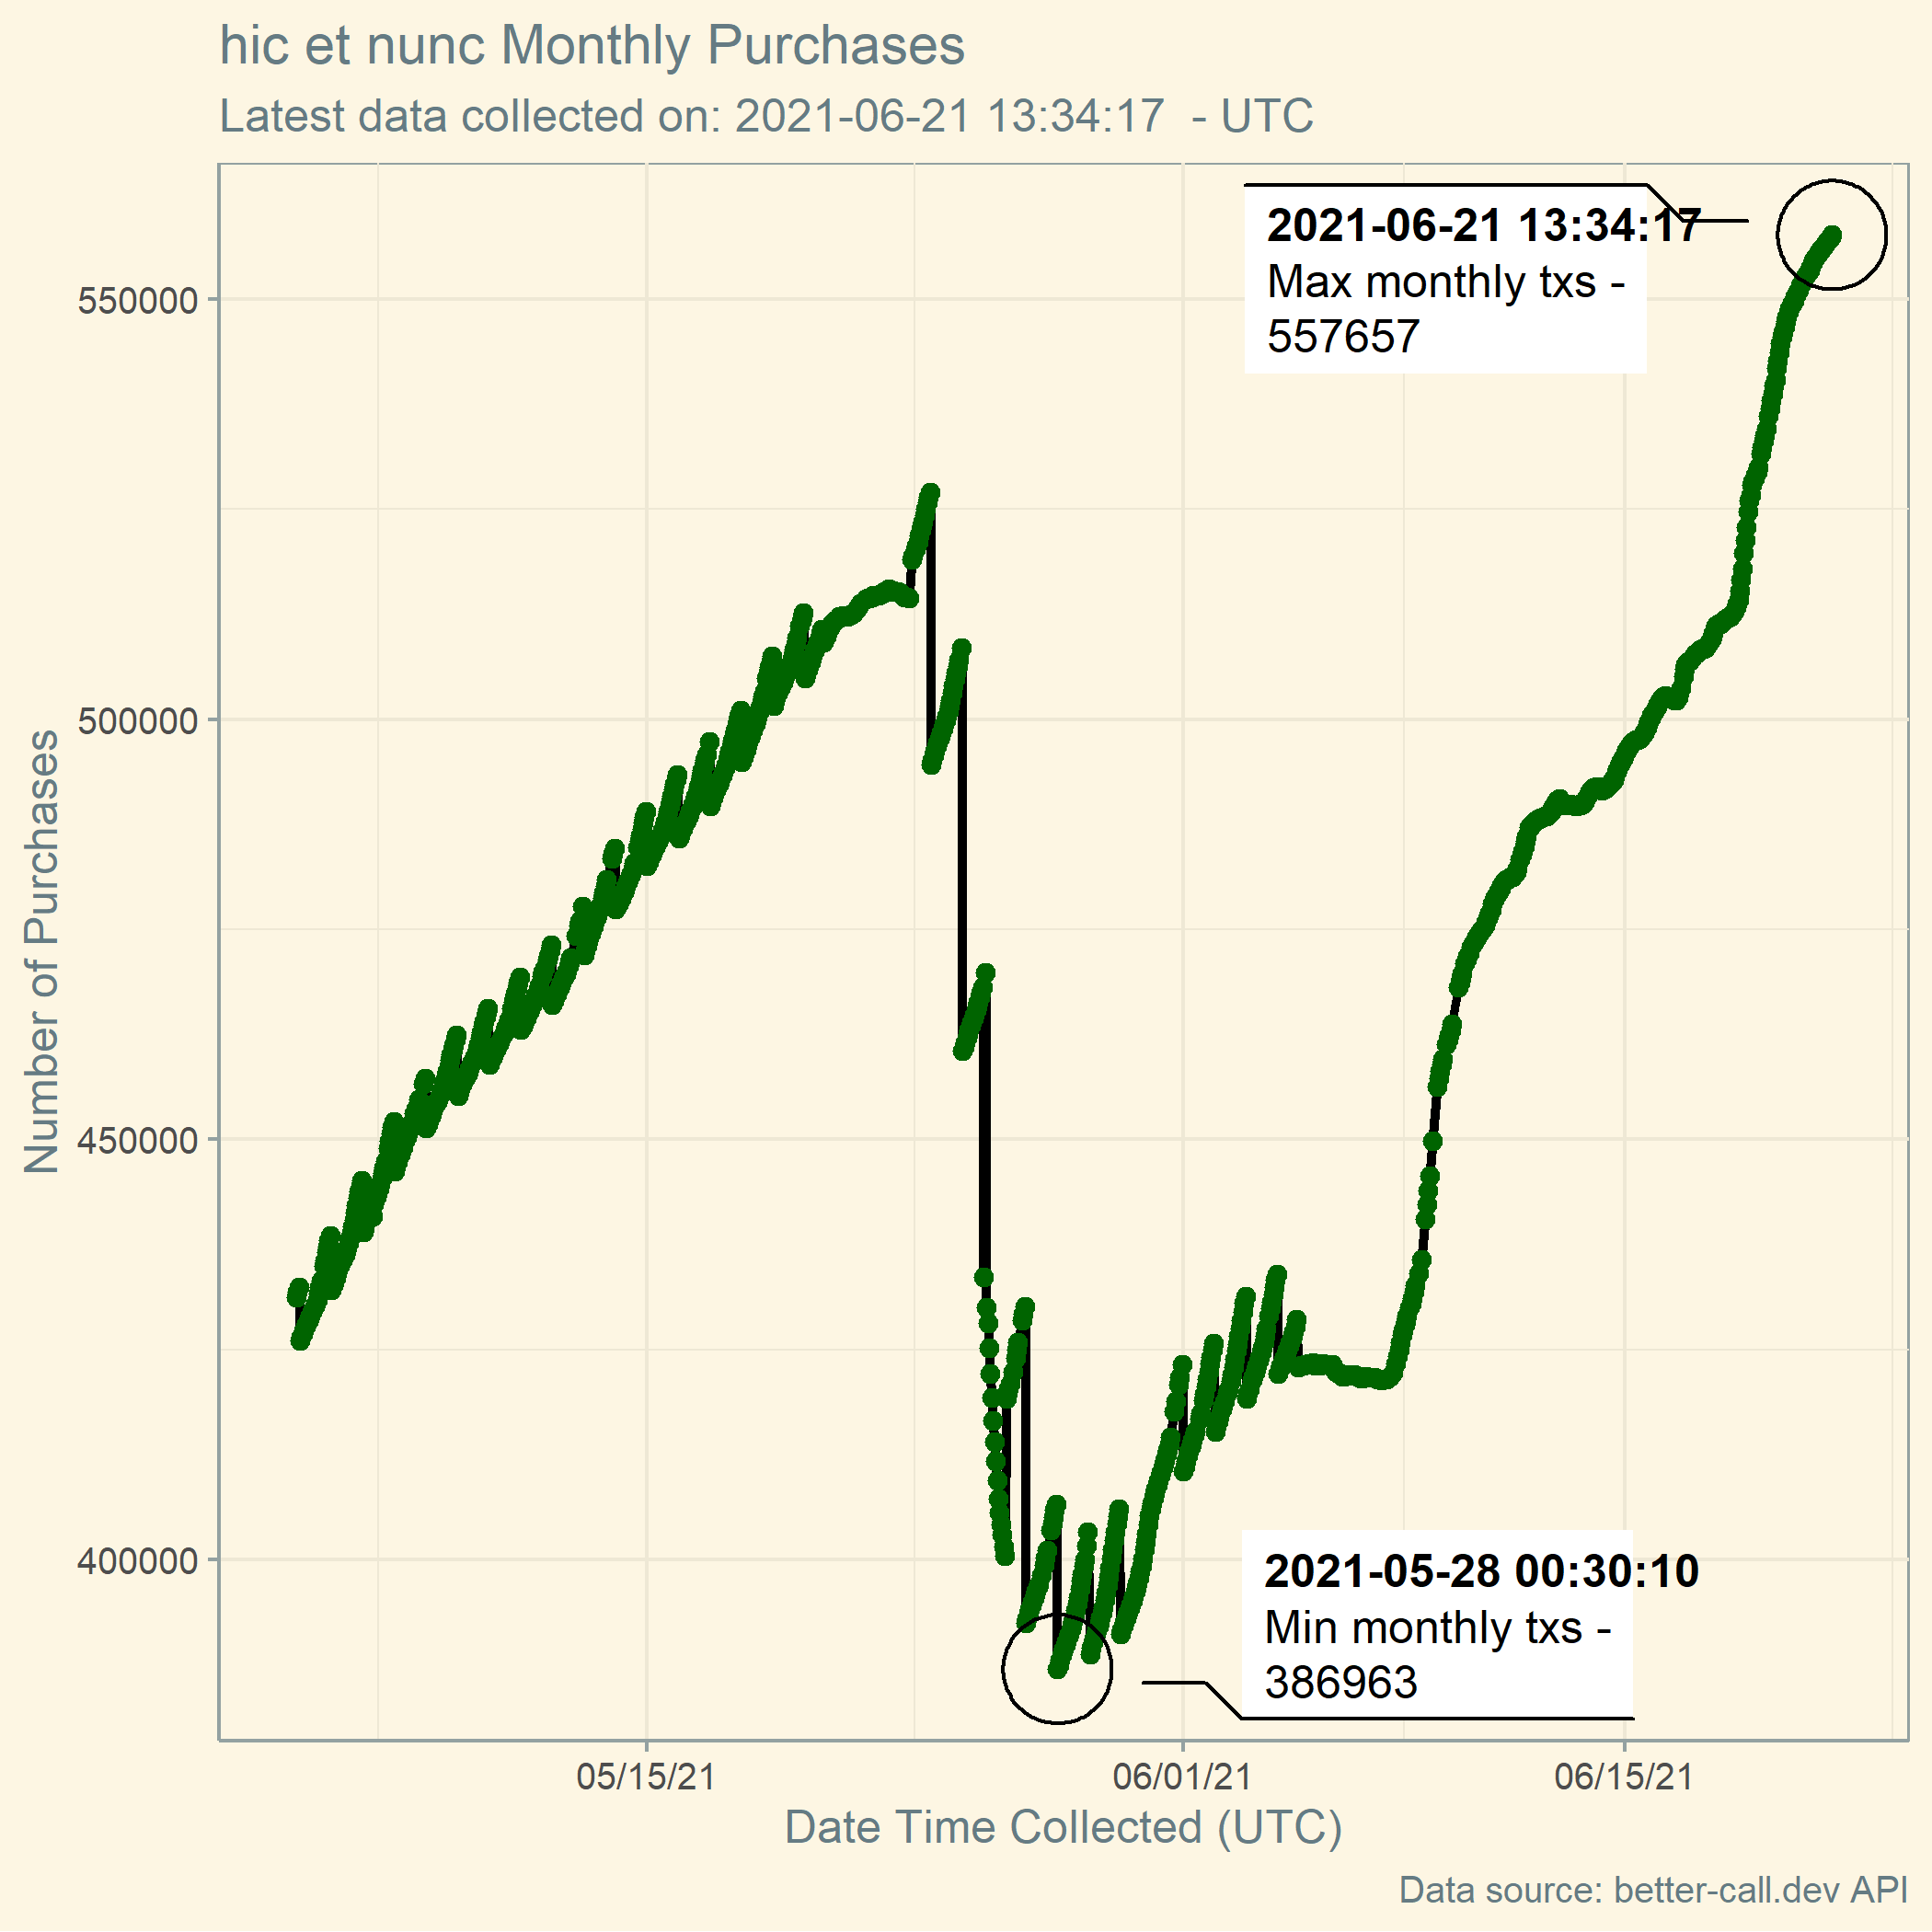 hic et nunc Monthly Purchases
Latest data collected on: 2021-06-21 13:34:17  - UTC
2021-06-21 13:34:17
Max monthly txs -
557657
550000
500000
450000
400000
Number of Purchases
2021-05-28 00:30:10
Min monthly txs -
386963
05/15/21
06/01/21
06/15/21
Date Time Collected (UTC)
Data source: better-call.dev API